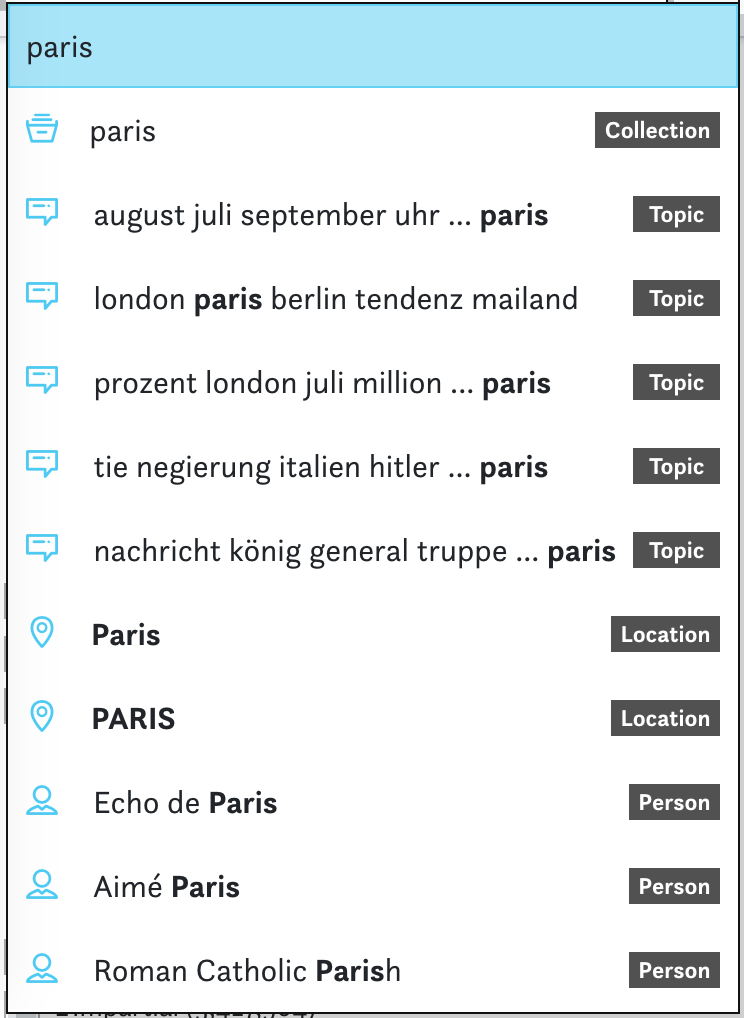 paris
paris Collection
august juli september uhr ... paris Topic
london paris berlin tendenz mailand Topic
prozent london juli million ... paris Topic
tie negierung italien hitler ... paris Topic
nachricht könig general truppe ... paris Topic
Paris Location
PARIS Location
Echo de Paris Person
Aimé Paris Person
Roman Catholic Parish Person